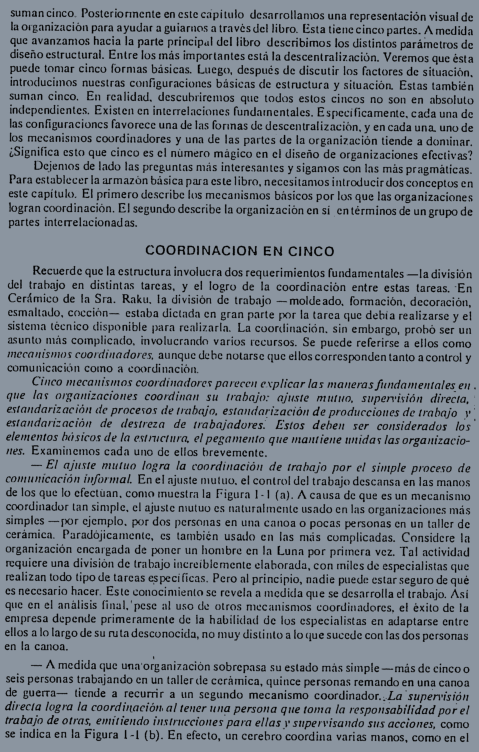 suman cinco. Posteriormente en este capítulo desarrollamos una representación visual de
la organización para ayudar a guiarnos a través del libro. Esta tiene cinco partes. A medida
que avanzamos hacia la parte principal del libro describimos los distintos parámetros de
diseño estructural. Entre los más importantes está la descentralización. Veremos que ésta
puede tomar cinco formas básicas. Luego, después de discutir los factores de situación,
introducimos nuestras configuraciones básicas de estructura y situación. Estas también
suman cinco. En realidad, descubriremos que todos estos cincos no son en absoluto
independientes. Existen en interrelaciones fundamentales. Específicamente, cada una de
las configuraciones favorece una de las formas de descentralización, y en cada una, uno de
los mecanismos coordinadores y una de las partes de la organización tiende a dominar.
¿Significa esto que cinco es el número mágico en el diseño de organizaciones efectivas?
Dejemos de lado las preguntas más interesantes y sigamos con las más pragmáticas.
Para establecer la armazón básica para este libro, necesitamos introducir dos conceptos en
este capítulo. El primero describe los mecanismos básicos por los que las organizaciones
logran coordinación. El segundo describe la organización en sí en términos de un grupo de
partes interrelacionadas.
COORDINACION EN CINCO
Recuerde que la estructura involucra dos requerimientos fundamentales —la división
del trabajo en distintas tareas, y el logro de la coordinación entre estas tareas. En
Cerámico de la Sra. Raku, la división de trabajo —moldeado, formación, decoración,
esmaltado, cocción— estaba dictada en gran parte por la tarea que debía realizarse y el
sistema técnico disponible para realizarla. La coordinación, sin embargo, probó ser un
asunto más complicado, involucrando varios recursos. Se puede referirse a ellos como
mecanismos coordinadores, aunque debe notarse que ellos corresponden tanto a control y
comunicación como a coordinación.
Cinco mecanismos coordinadores parecen explicar las maneras fundamentales en
que las organizaciones coordinan su trabajo: ajuste mutuo, supervisión directa,
estandarización de procesos de trabajo, estandarización de producciones de trabajo y
estandarización de destreza de trabajadores. Estos deben ser considerados los
elementos básicos de la estructura, el pegamento que mantiene unidas las organizacio-
nes. Examinemos cada uno de ellos brevemente.
— El ajuste mutuo logra la coordinación de trabajo por el simple proceso de
comunicación informal. En el ajuste mutuo, el control del trabajo descansa en las manos
de los que lo efectúan, como muestra la Figura 1-1 (a). A causa de que es un mecanismo
coordinador tan simple, el ajuste mutuo es naturalmente usado en las organizaciones más
simples —por ejemplo, por dos personas en una canoa o pocas personas en un taller de
cerámica. Paradójicamente, es también usado en las más complicadas. Considere la
organización encargada de poner un hombre en la Luna por primera vez. Tal actividad
requiere una división de trabajo increíblemente elaborada, con miles de especialistas que
realizan todo tipo de tareas específicas. Pero al principio, nadie puede estar seguro de qué
es necesario hacer. Este conocimiento se revela a medida que se desarrolla el trabajo. Así
que en el análisis final, pese al uso de otros mecanismos coordinadores, el éxito de la
empresa depende primeramente de la habilidad de los especialistas en adaptarse entre
ellos a lo largo de su ruta desconocida, no muy distinto a lo que sucede con las dos personas
en la canoa.
— A medida que una organización sobrepasa su estado más simple —más de cinco o
seis personas trabajando en un taller de cerámica, quince personas remando en una canoa
de guerra— tiende a recurrir a un segundo mecanismo coordinador. La supervisión
directa logra la coordinación al tener una persona que toma la responsabilidad por el
trabajo de otras, emitiendo instrucciones para ellas y supervisando sus acciones, como
se indica en la Figura 1-1 (b). En efecto, un cerebro coordina varias manos, como en el